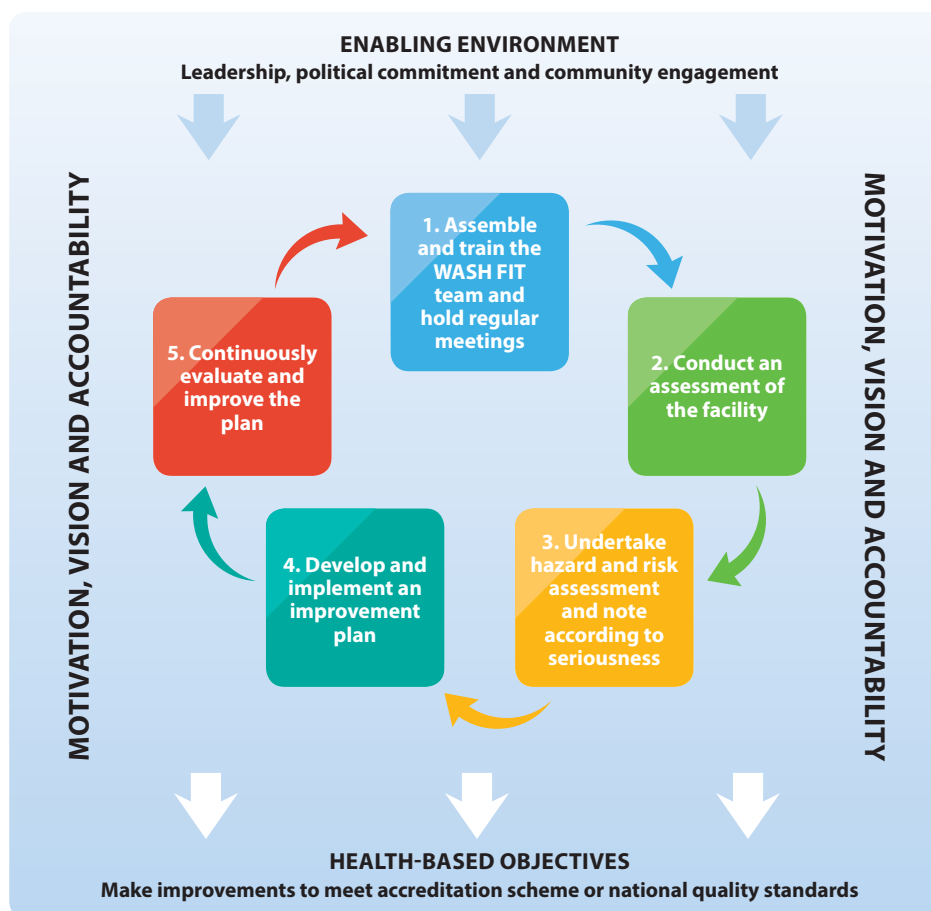 ENABLING ENVIRONMENT
Leadership, political commitment and community engagement
MOTIVATION, VISION AND ACCOUNTABILITY
1. Assemble
and train the
WASH FIT
team and
hold regular
meetings
2. Conduct an
assessment of
the facility
3. Undertake
hazard and risk
assessment
and note
according to
seriousness
4. Develop and
implement an
improvement
plan
5. Continuously
evaluate and
improve the
plan
MOTIVATION, VISION AND ACCOUNTABILITY
HEALTH-BASED OBJECTIVES
Make improvements to meet accreditation scheme or national quality standards